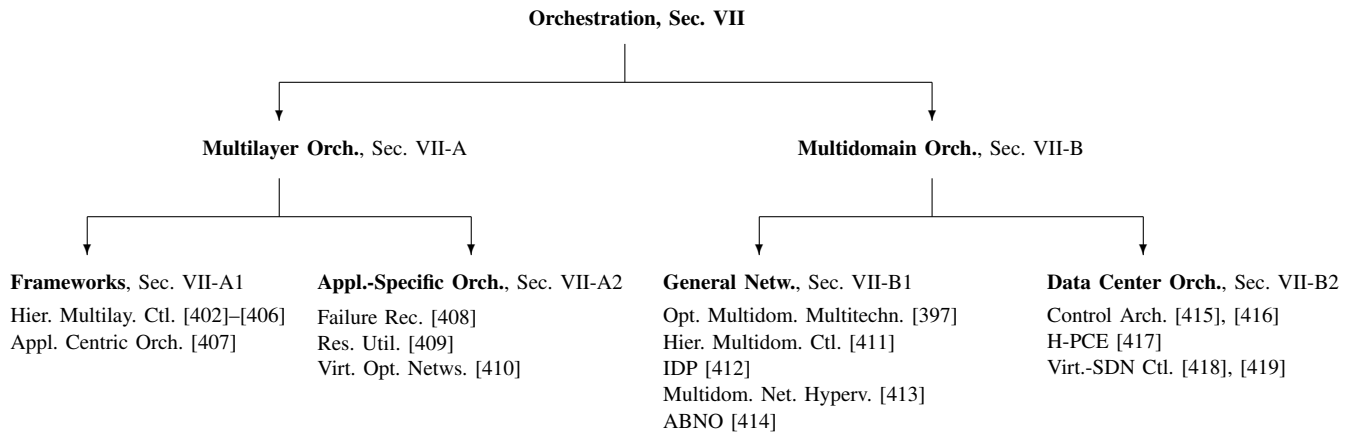 Orchestration, Sec. VII
Multilayer Orch., Sec. VII-A
Multidomain Orch., Sec. VII-B
Frameworks, Sec. VII-A1
Hier. Multilay. Ctl. [402]–[406]
Appl. Centric Orch. [407]
Appl.-Specific Orch., Sec. VII-A2
Failure Rec. [408]
Res. Util. [409]
Virt. Opt. Netws. [410]
General Netw., Sec. VII-B1
Opt. Multidom. Multitechn. [397]
Hier. Multidom. Ctl. [411]
IDP [412]
Multidom. Net. Hyperv. [413]
ABNO [414]
Data Center Orch., Sec. VII-B2
Control Arch. [415], [416]
H-PCE [417]
Virt.-SDN Ctl. [418], [419]